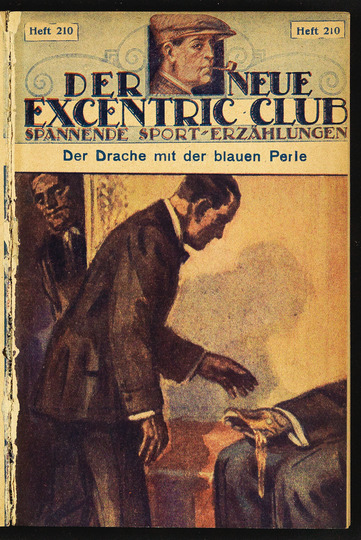 Heft 210
Heft 210
DER NEUE
EXCENTRIC CLUB
SPANNENDE SPORT-ERZÄHLUNGEN
Der Drache mit der blauen Perle